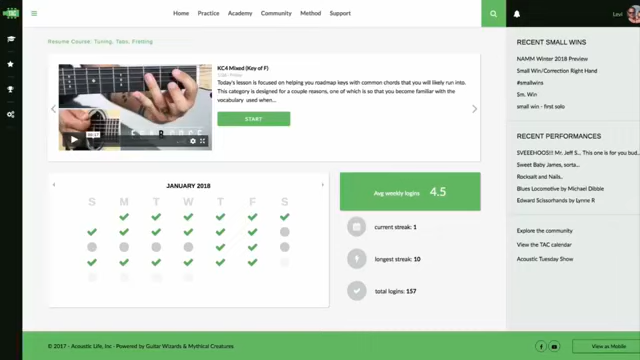 TAC
Home Practice Academy Community Method Support
Levi
Resume Course: Tuning, Tabs, Fretting
KC4 Mixed (Key of F)
Today's lesson is focused on helping you roadmap keys with common chords that you will likely run into.
This category is designed for a couple reasons, one of which is so that you become familiar with the
vocabulary used when...
START
JANUARY 2018
S M T W T F S
Avg weekly logins 4.5
current streak: 1
longest streak: 10
total logins: 157
RECENT SMALL WINS
NAMM Winter 2018 Preview
Small Win/Correction Right Hand
#smallwins
Sm. Win
small win - first solo
RECENT PERFORMANCES
SVEEEHOOS!! Mr. Jeff S... This one is for you bud...
Sweet Baby James, sorta...
Rocksalt and Nails..
Blues Locomotive by Michael Dibble
Edward Scissorhands by Lynne R
Explore the community
View the TAC calendar
Acoustic Tuesday Show
© 2017 - Acoustic Life, Inc - Powered by Guitar Wizards & Mythical Creatures
View as Mobile